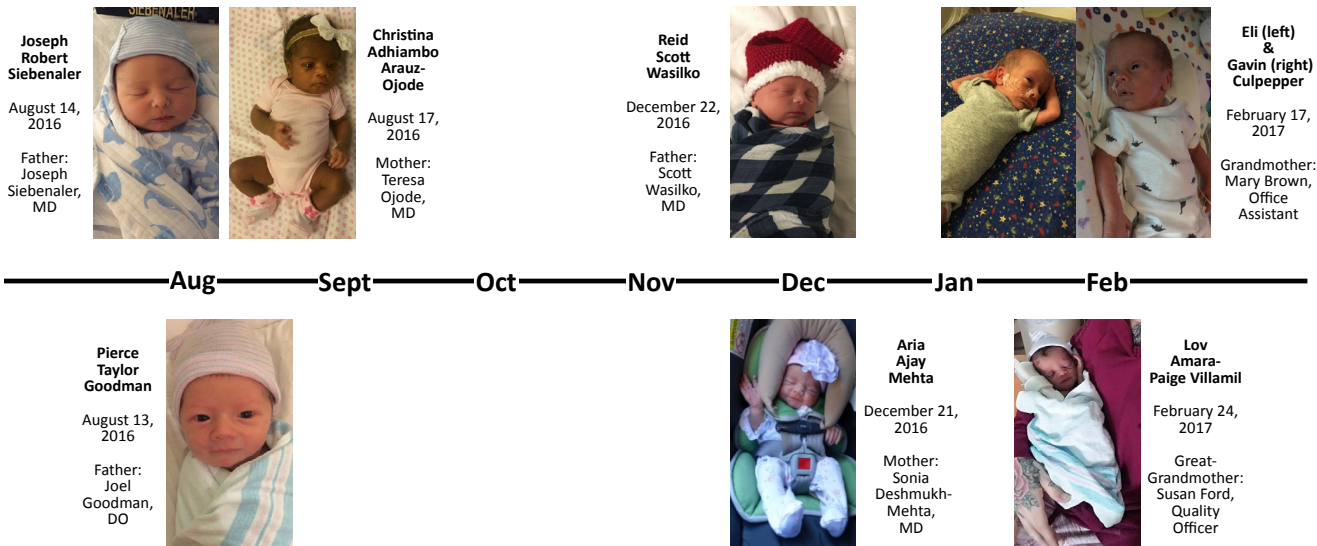 Joseph
Robert
Siebenaler
August 14,
2016
Father:
Joseph
Siebenaler,
MD
SIEBENALER
Christina
Adhiambo
Arauz-
Ojode
August 17,
2016
Mother:
Teresa
Ojode,
MD
Reid
Scott
Wasilko
December 22,
2016
Father:
Scott
Wasilko,
MD
Eli (left)
&
Gavin (right)
Culpepper
February 17,
2017
Grandmother:
Mary Brown,
Office
Assistant
Aug Sept Oct Nov Dec Jan Feb
Pierce
Taylor
Goodman
August 13,
2016
Father:
Joel
Goodman,
DO
Aria
Ajay
Mehta
December 21,
2016
Mother:
Sonia
Deshmukh-
Mehta,
MD
Lov
Amara-
Paige Villamil
February 24,
2017
Great-
Grandmother:
Susan Ford,
Quality
Officer